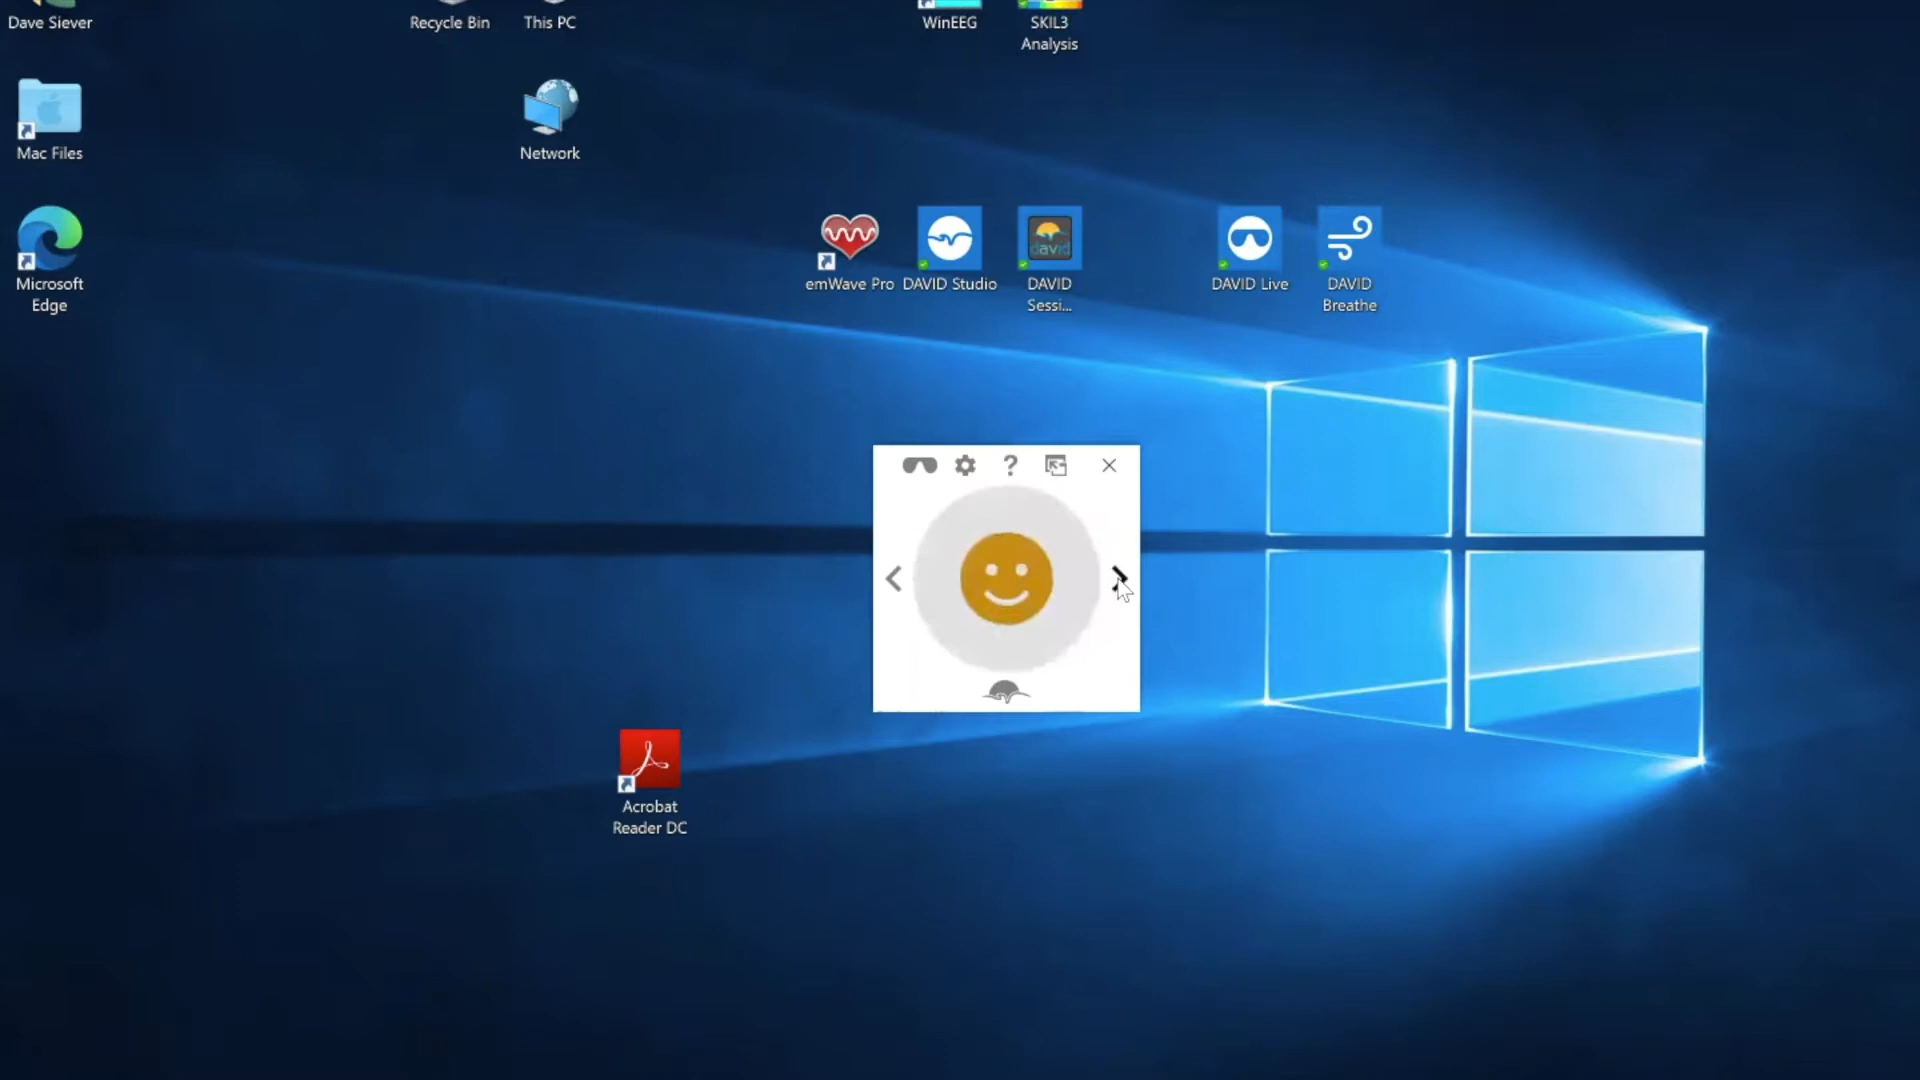 Dave Siever
Recycle Bin
This PC
WinEEG
SKIL3
Analysis
Mac Files
Network
Microsoft
Edge
emWave Pro
DAVID Studio
david
DAVID
Sessi...
DAVID Live
DAVID
Breathe
?
Acrobat
Reader DC